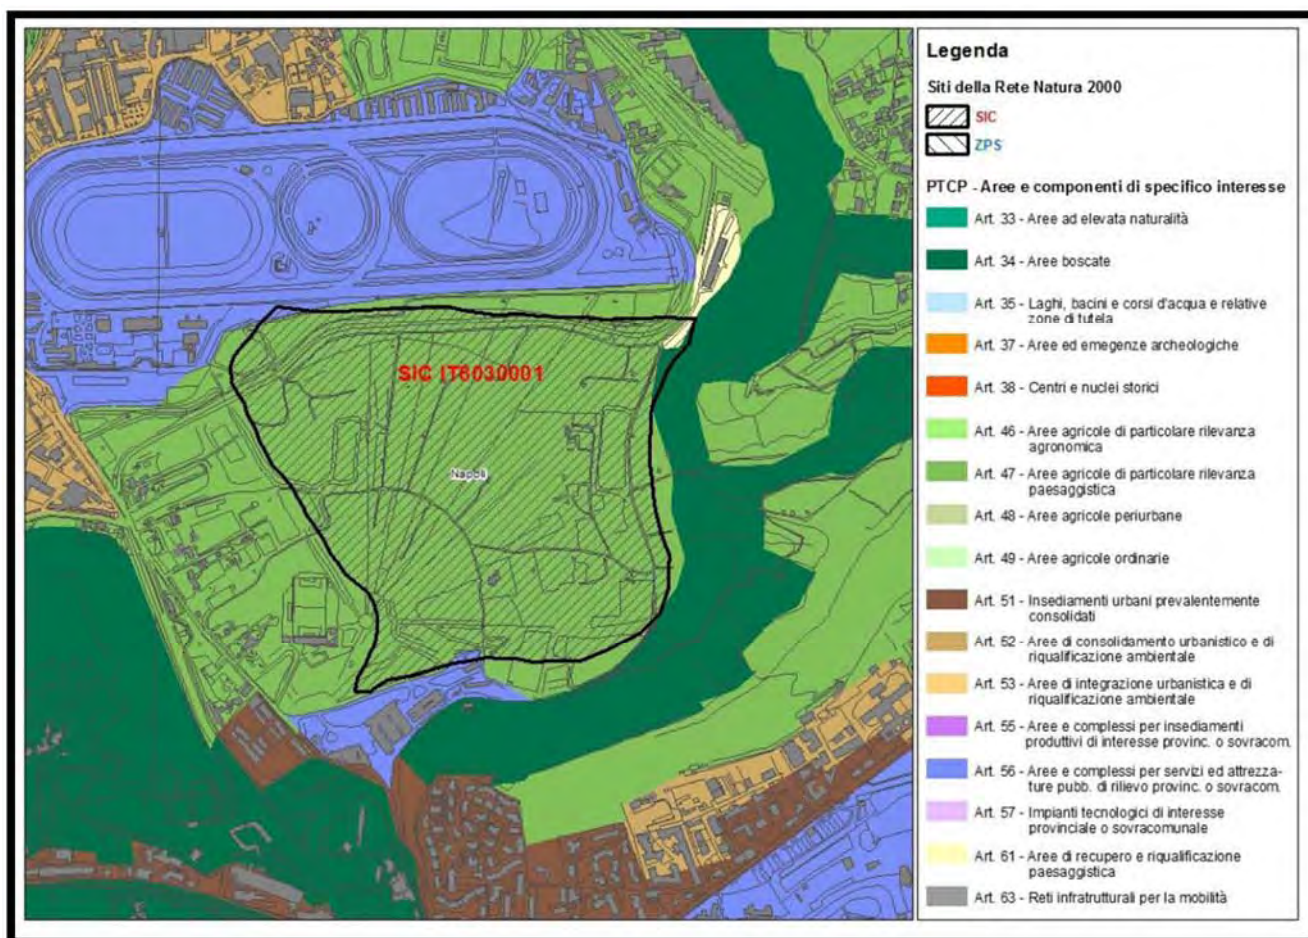 SIC IT8030001
Napoli
Legenda
Siti della Rete Natura 2000
SIC
ZPS
PTCP - Aree e componenti di specifico interesse
Art. 33 - Aree ad elevata naturalità
Art. 34 - Aree boscate
Art. 35 - Laghi, bacini e corsi d'acqua e relative
zone di tutela
Art. 37 - Aree ed emegenze archeologiche
Art. 38 - Centri e nuclei storici
Art. 46 - Aree agricole di particolare rilevanza
agronomica
Art. 47 - Aree agricole di particolare rilevanza
paesaggistica
Art. 48 - Aree agricole periurbane
Art. 49 - Aree agricole ordinarie
Art. 51 - Insediamenti urbani prevalentemente
consolidati
Art. 52 - Aree di consolidamento urbanistico e di
riqualificazione ambientale
Art. 53 - Aree di integrazione urbanistica e di
riqualificazione ambientale
Art. 55 - Aree e complessi per insediamenti
produttivi di interesse provinc. o sovracom.
Art. 56 - Aree e complessi per servizi ed attrezza-
ture pubb. di rilievo provinc. o sovracom.
Art. 57 - Impianti tecnologici di interesse
provinciale o sovracomunale
Art. 61 - Aree di recupero e riqualificazione
paesaggistica
Art. 63 - Reti infratrutturali per la mobilità